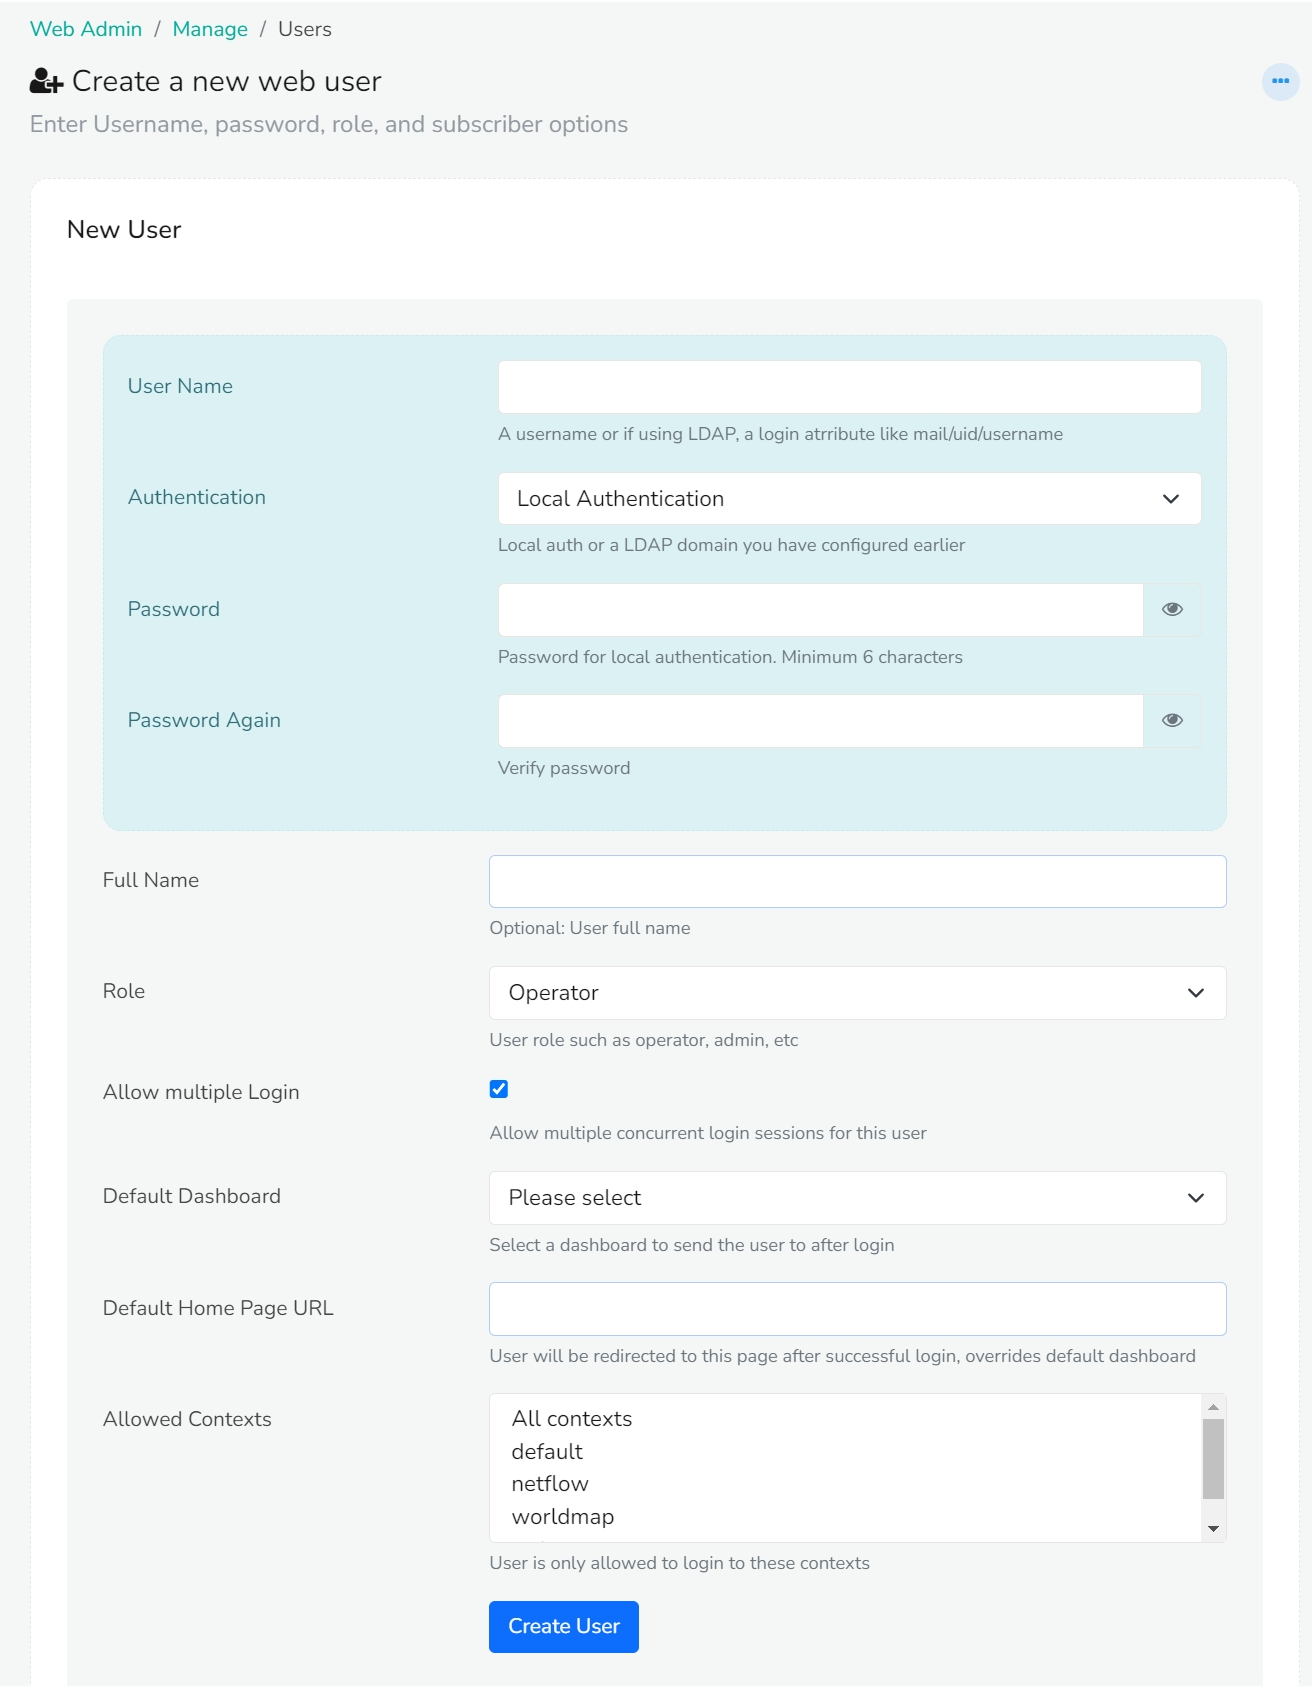 Web Admin / Manage / Users
Create a new web user
Enter Username, password, role, and subscriber options
New User
User Name
A username or if using LDAP, a login atrribute like mail/uid/username
Authentication
Local Authentication
Local auth or a LDAP domain you have configured earlier
Password
Password for local authentication. Minimum 6 characters
Password Again
Verify password
Full Name
Optional: User full name
Role
Operator
User role such as operator, admin, etc
Allow multiple Login
Allow multiple concurrent login sessions for this user
Default Dashboard
Please select
Select a dashboard to send the user to after login
Default Home Page URL
User will be redirected to this page after successful login, overrides default dashboard
Allowed Contexts
All contexts
default
netflow
worldmap
User is only allowed to login to these contexts
Create User